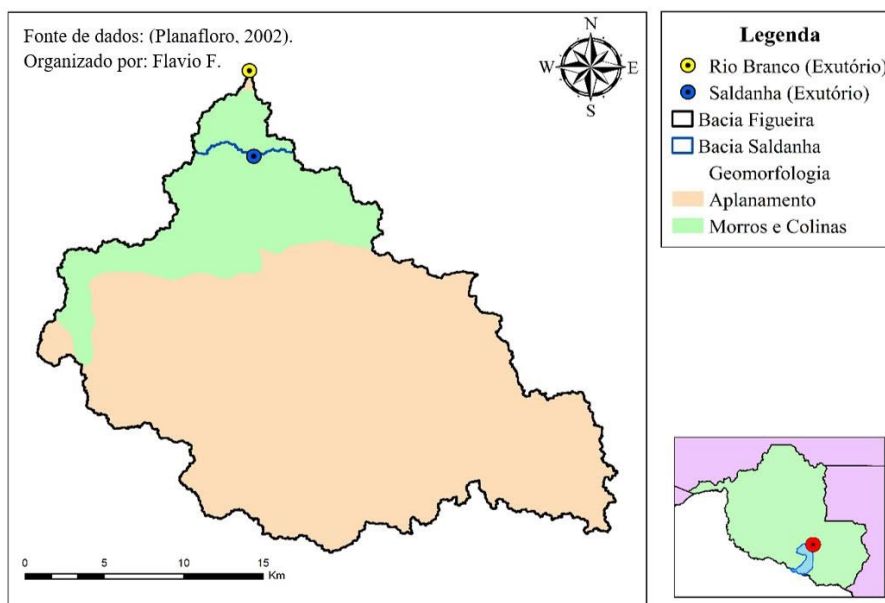 Fonte de dados: (Planafloro, 2002).
Organizado por: Flavio F.
N
W
E
S
0
5
10
15
Km
Legenda
Rio Branco (Exutório)
Saldanha (Exutório)
Bacia Figueira
Bacia Saldanha
Geomorfologia
Aplanamento
Morros e Colinas